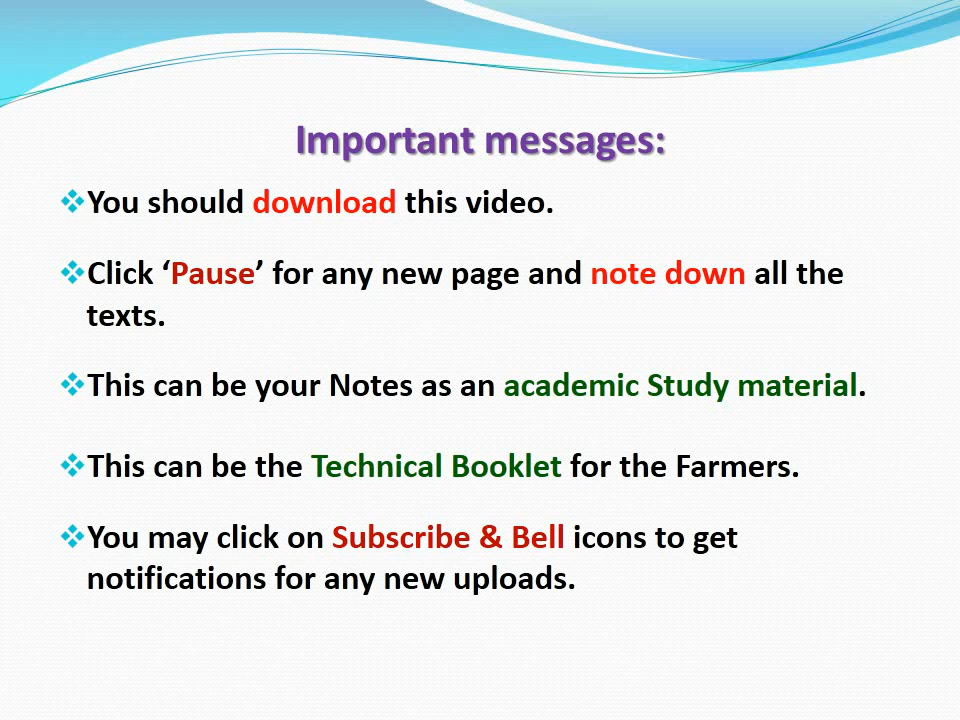 Important messages:
❖You should download this video.
❖Click ‘Pause’ for any new page and note down all the
texts.
❖This can be your Notes as an academic Study material.
❖This can be the Technical Booklet for the Farmers.
❖You may click on Subscribe & Bell icons to get
notifications for any new uploads.